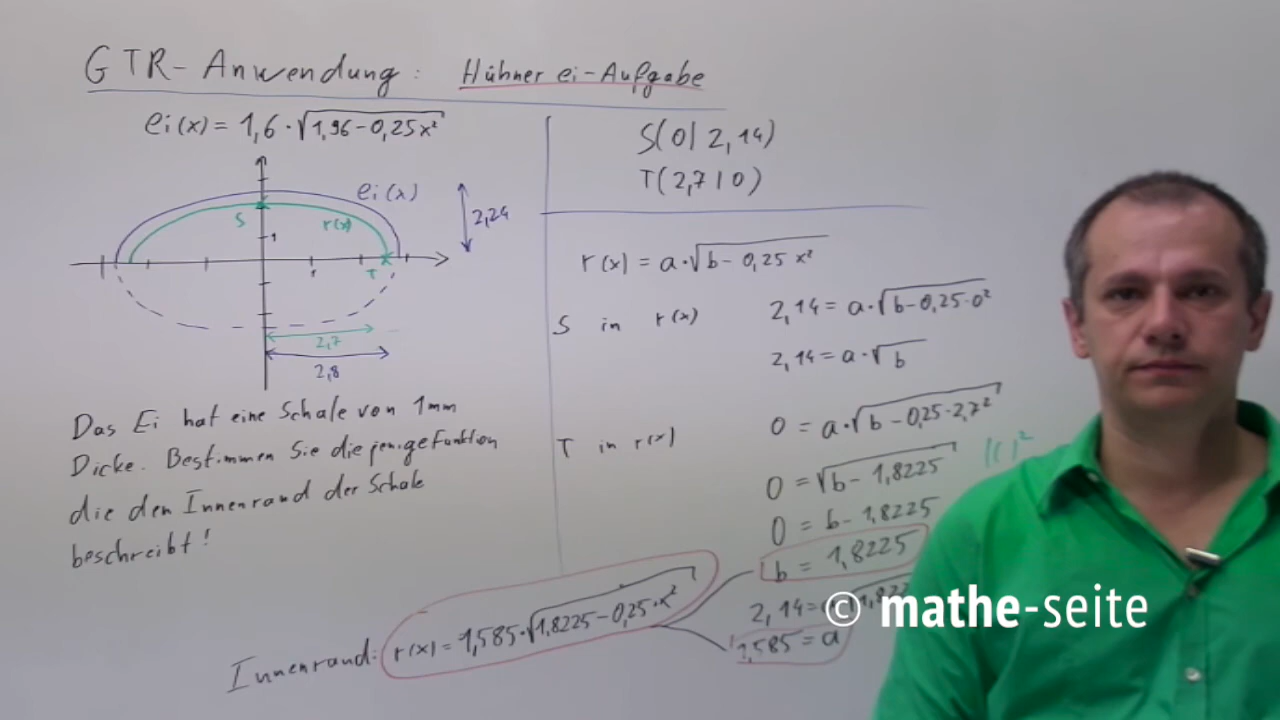 GTR-Anwendung: Hühnerei-Aufgabe
ei(x) = 1,6·√(1,96-0,25x²)
ei(x)
S
r(x)
1
1
T
2,24
2,7
2,8
Das Ei hat eine Schale von 1mm
Dicke. Bestimmen Sie diejenige Funktion
die den Innenrand der Schale
beschreibt!
S(0|2,14)
T(2,7|0)
r(x) = a·√(b-0,25x²)
S in r(x) 2,14 = a·√(b-0,25·0²)
2,14 = a·√b
T in r(x) 0 = a·√(b-0,25·2,7²)
0 = √(b-1,8225) |( )²
0 = b-1,8225
b = 1,8225
2,14=
1,585 = a
Innenrand: r(x) = 1,585·√(1,8225-0,25·x²)
© mathe-seite